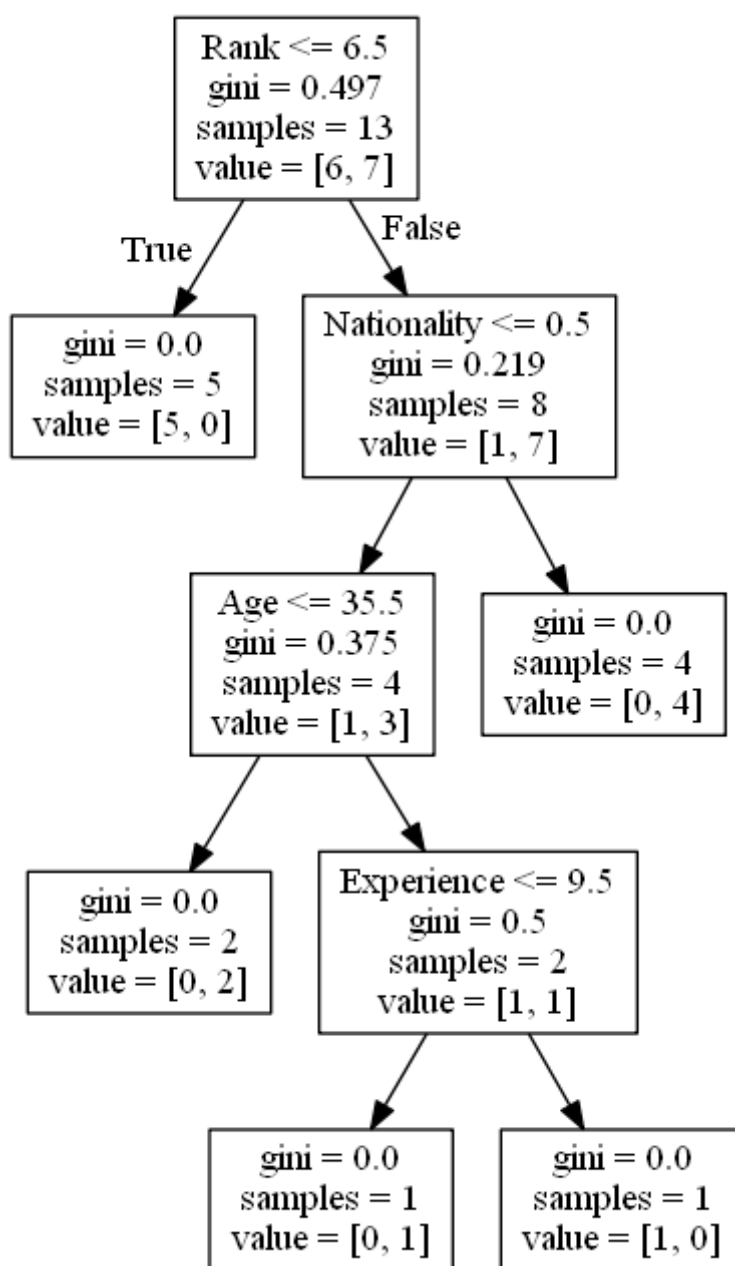 Rank <= 6.5
gini = 0.497
samples = 13
value = [6, 7]
True
False
gini = 0.0
samples = 5
value = [5, 0]
Nationality <= 0.5
gini = 0.219
samples = 8
value = [1, 7]
Age <= 35.5
gini = 0.375
samples = 4
value = [1, 3]
gini = 0.0
samples = 4
value = [0, 4]
gini = 0.0
samples = 2
value = [0, 2]
Experience <= 9.5
gini = 0.5
samples = 2
value = [1, 1]
gini = 0.0
samples = 1
value = [0, 1]
gini = 0.0
samples = 1
value = [1, 0]